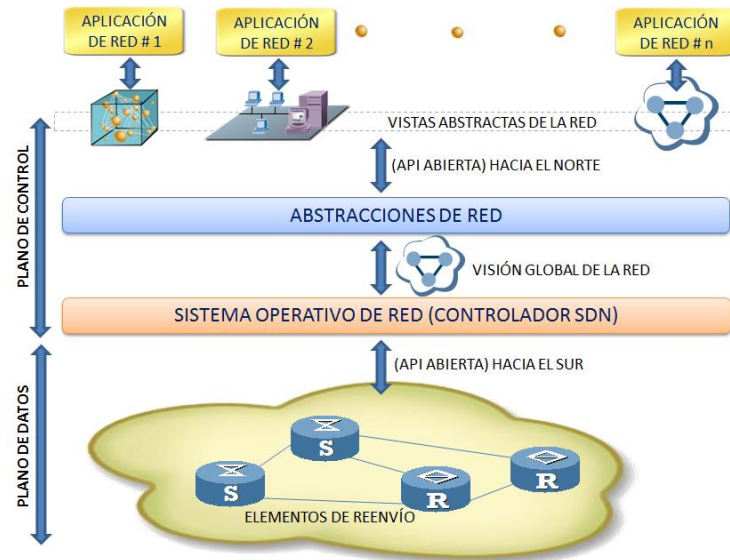 APLICACIÓN
DE RED # 1
APLICACIÓN
DE RED # 2
APLICACIÓN
DE RED # n
VISTAS ABSTRACTAS DE LA RED
(API ABIERTA) HACIA EL NORTE
ABSTRACCIONES DE RED
VISIÓN GLOBAL DE LA RED
SISTEMA OPERATIVO DE RED (CONTROLADOR SDN)
PLANO DE CONTROL
(API ABIERTA) HACIA EL SUR
S
S
R
R
ELEMENTOS DE REENVÍO
PLANO DE DATOS